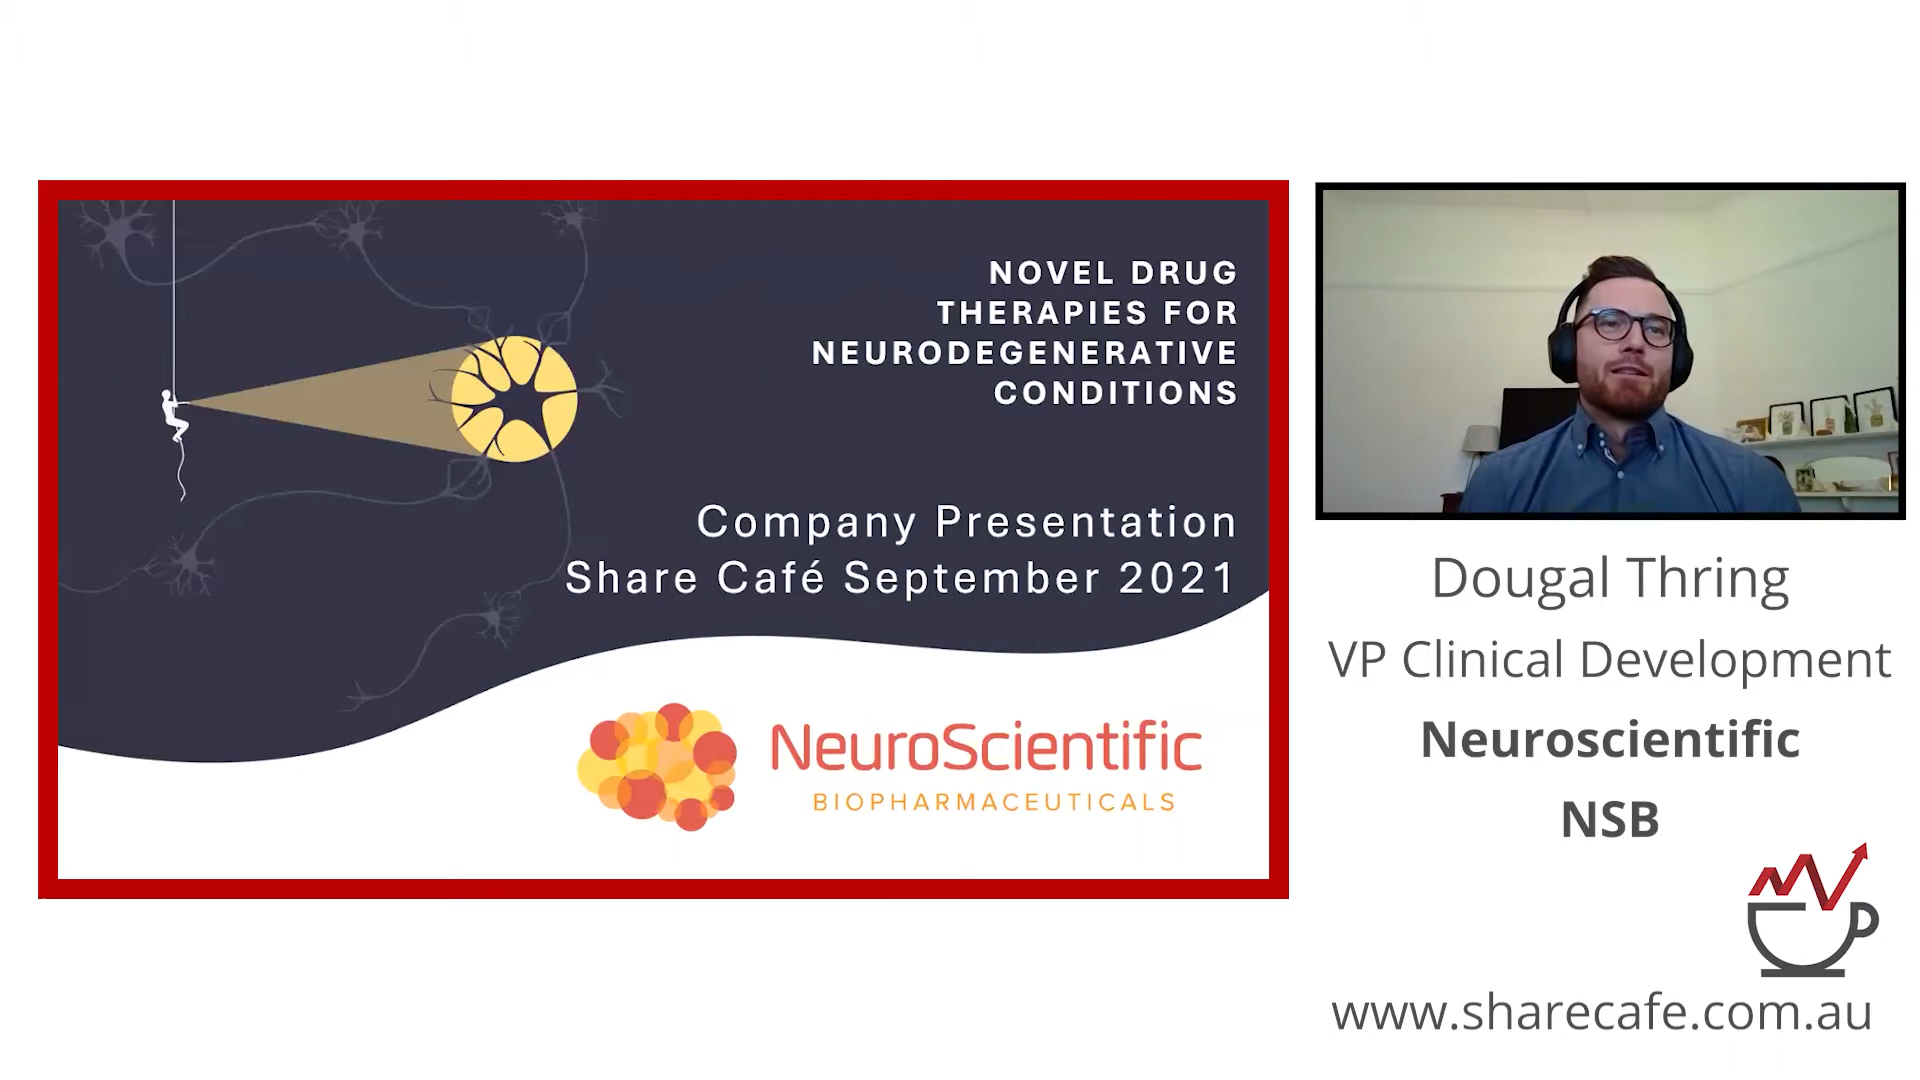 NOVEL DRUG
THERAPIES FOR
NEURODEGENERATIVE
CONDITIONS
Company Presentation
Share Café September 2021
NeuroScientific
BIOPHARMACEUTICALS
Dougal Thring
VP Clinical Development
Neuroscientific
NSB
www.sharecafe.com.au